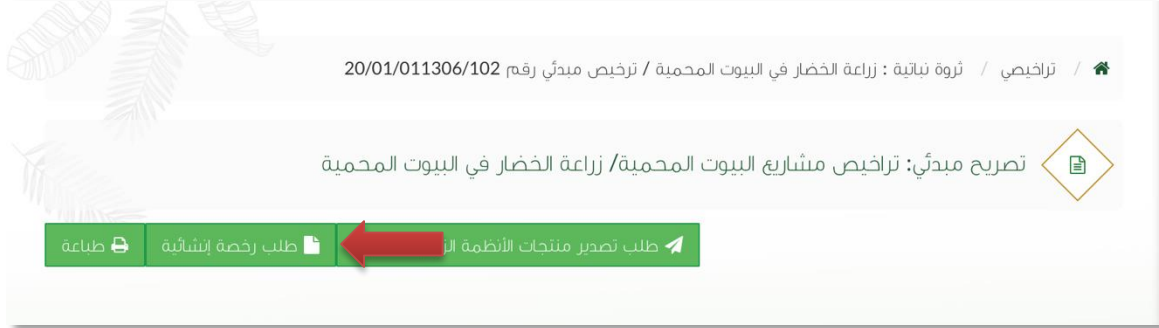 تراخيصي / ثروة نباتية : زراعة الخضار في البيوت المحمية / ترخيص مبدئي رقم 20/01/011306/102
تصريح مبدئي: تراخيص مشاريع البيوت المحمية/ زراعة الخضار في البيوت المحمية
طلب تصدير منتجات الأنظمة طلب رخصة إنشائية طباعة